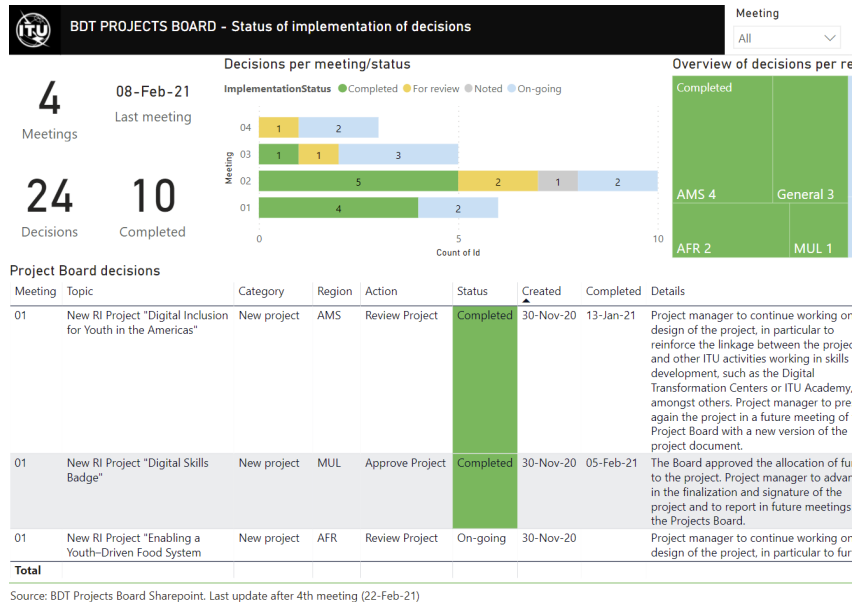 ITU
BDT PROJECTS BOARD - Status of implementation of decisions
Meeting
All
4
Meetings
08-Feb-21
Last meeting
24
Decisions
10
Completed
Decisions per meeting/status
ImplementationStatus Completed For review Noted On-going
Meeting
04 1 2
03 1 1 3
02 5 2 1 2
01 4 2
0 5 10
Count of Id
Overview of decisions per re
Completed
AMS 4
General 3
AFR 2
MUL 1
Project Board decisions
Meeting Topic Category Region Action Status Created Completed Details
01 New RI Project "Digital Inclusion New project AMS Review Project Completed 30-Nov-20 13-Jan-21 Project manager to continue working on
for Youth in the Americas" design of the project, in particular to
reinforce the linkage between the projec
and other ITU activities working in skills
development, such as the Digital
Transformation Centers or ITU Academy,
amongst others. Project manager to pre
again the project in a future meeting of
Project Board with a new version of the
project document.
01 New RI Project "Digital Skills New project MUL Approve Project Completed 30-Nov-20 05-Feb-21 The Board approved the allocation of fu
Badge" to the project. Project manager to advan
in the finalization and signature of the
project and to report in future meetings
the Projects Board.
01 New RI Project "Enabling a New project AFR Review Project On-going 30-Nov-20 Project manager to continue working on
Youth–Driven Food System design of the project, in particular to fur
Total
Source: BDT Projects Board Sharepoint. Last update after 4th meeting (22-Feb-21)